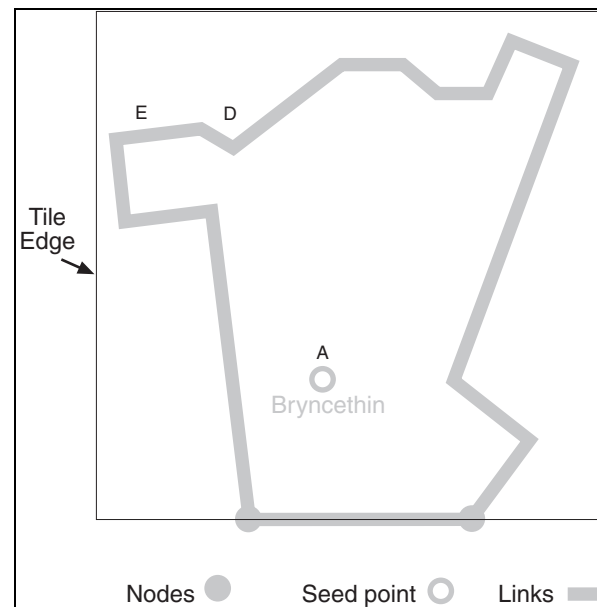 E
D
Tile
Edge
A
Bryncethin
Nodes
Seed point
Links